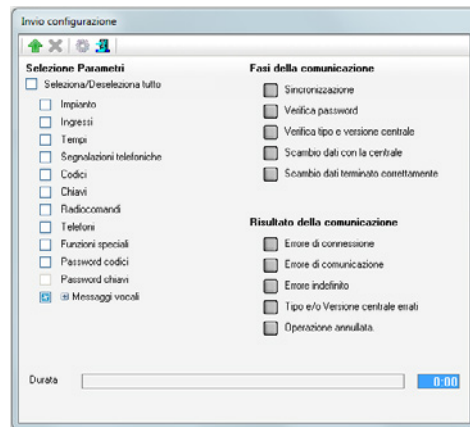 Invio configurazione
Selezione Parametri
Seleziona/Deseleziona tutto
Impianto
Ingressi
Tempi
Segnalazioni telefoniche
Codici
Chiavi
Radiocomandi
Telefoni
Funzioni speciali
Password codici
Password chiavi
Messaggi vocali
Fasi della comunicazione
Sincronizzazione
Verifica password
Verifica tipo e versione centrale
Scambio dati con la centrale
Scambio dati terminato correttamente
Risultato della comunicazione
Errore di connessione
Errore di comunicazione
Errore indefinito
Tipo e/o Versione centrale errati
Operazione annullata.
Durata
0:00